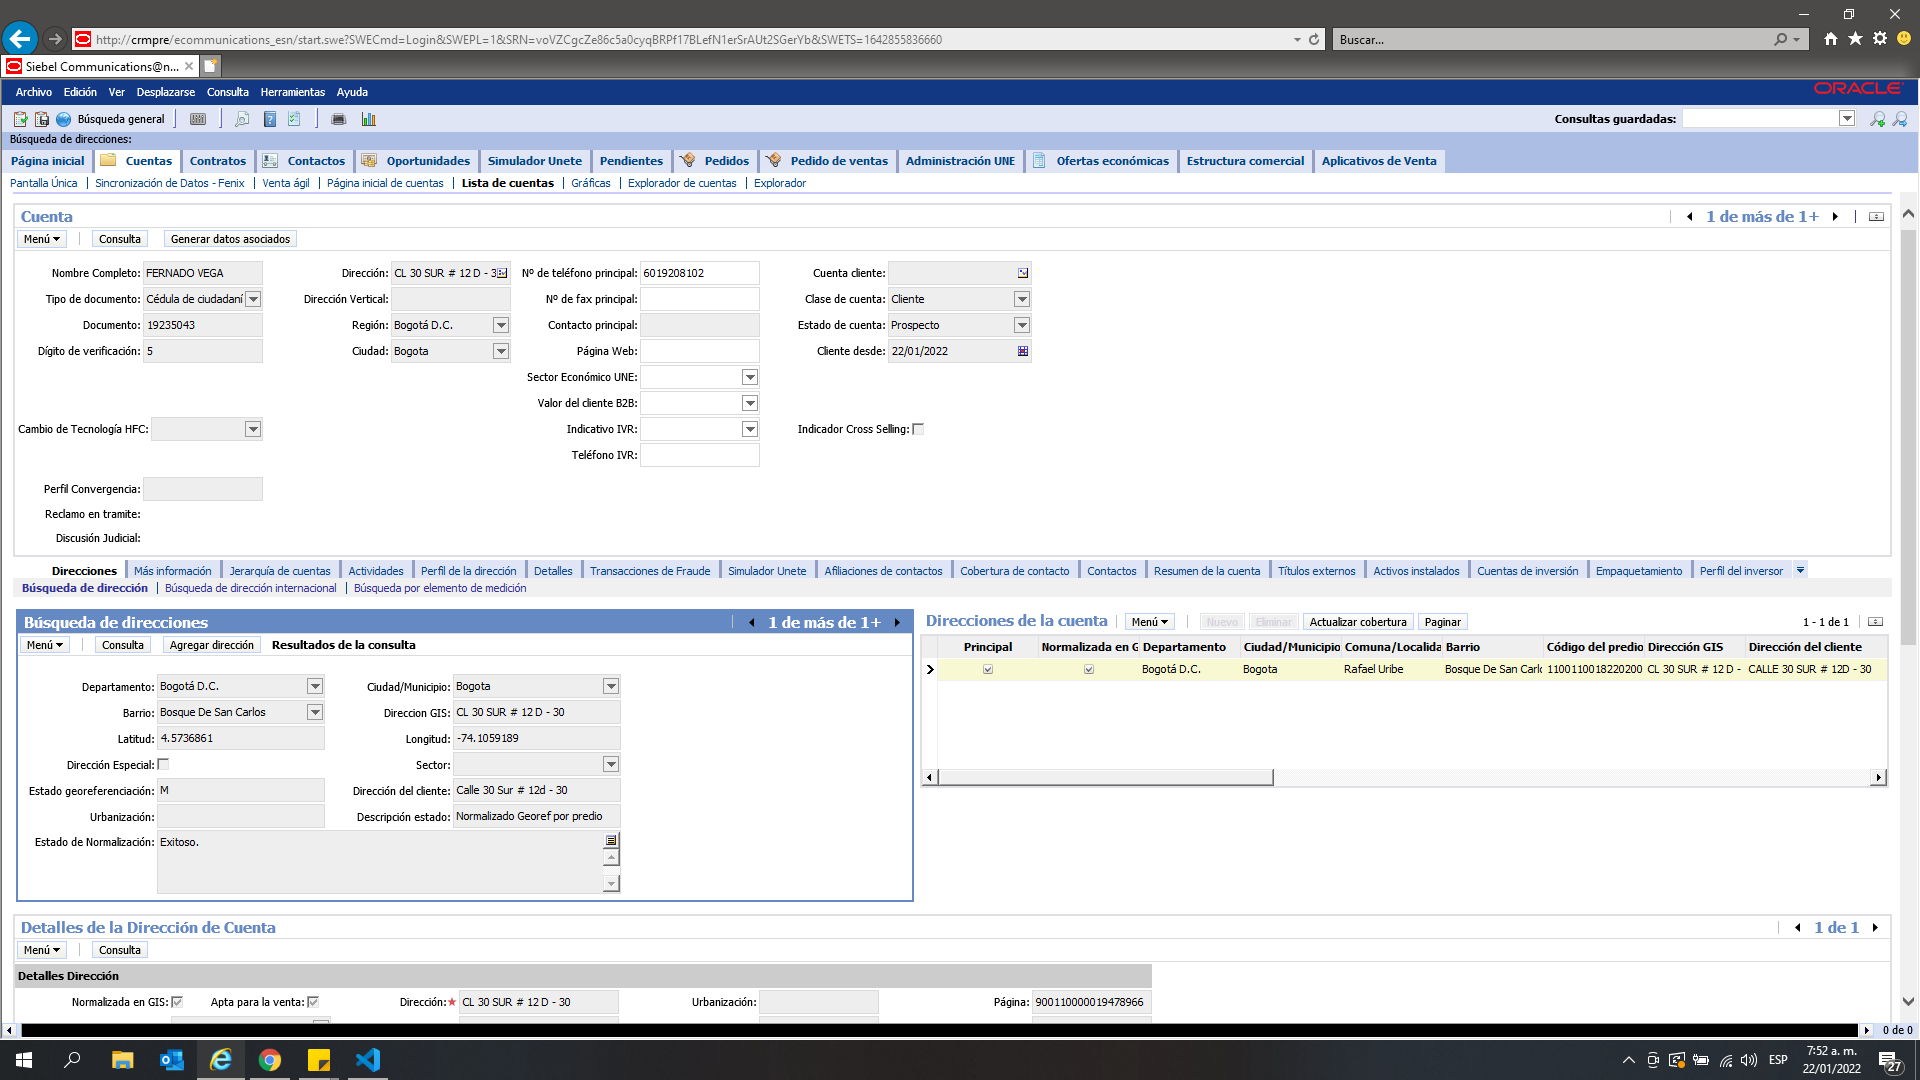 http://crmpre/ecommunications_esn/start.swe?SWECmd=Login&SWEPL=1&SRN=voVZCgcZe86c5a0cyqBRPf17BLefN1erSrAUt2SGerYb&SWETS=1642855836660
Buscar...
Siebel Communications@n...
Archivo Edición Ver Desplazarse Consulta Herramientas Ayuda
ORACLE
Búsqueda general
Consultas guardadas:
Búsqueda de direcciones:
Página inicial Cuentas Contratos Contactos Oportunidades Simulador Unete Pendientes Pedidos Pedido de ventas Administración UNE Ofertas económicas Estructura comercial Aplicativos de Venta
Pantalla Única Sincronización de Datos - Fenix Venta ágil Página inicial de cuentas Lista de cuentas Gráficas Explorador de cuentas Explorador
Cuenta
1 de más de 1+
Menú Consulta Generar datos asociados
Nombre Completo: FERNADO VEGA Dirección: CL 30 SUR # 12 D - 3 Nº de teléfono principal: 6019208102 Cuenta cliente:
Tipo de documento: Cédula de ciudadaní Dirección Vertical: Nº de fax principal: Clase de cuenta: Cliente
Documento: 19235043 Región: Bogotá D.C. Contacto principal: Estado de cuenta: Prospecto
Dígito de verificación: 5 Ciudad: Bogota Página Web: Cliente desde: 22/01/2022
Sector Económico UNE:
Valor del cliente B2B:
Cambio de Tecnología HFC: Indicativo IVR: Indicador Cross Selling:
Teléfono IVR:
Perfil Convergencia:
Reclamo en tramite:
Discusión Judicial:
Direcciones Más información Jerarquía de cuentas Actividades Perfil de la dirección Detalles Transacciones de Fraude Simulador Unete Afiliaciones de contactos Cobertura de contacto Contactos Resumen de la cuenta Títulos externos Activos instalados Cuentas de inversión Empaquetamiento Perfil del inversor
Búsqueda de dirección Búsqueda de dirección internacional Búsqueda por elemento de medición
Búsqueda de direcciones
1 de más de 1+
Menú Consulta Agregar dirección Resultados de la consulta
Departamento: Bogotá D.C. Ciudad/Municipio: Bogota
Barrio: Bosque De San Carlos Direccion GIS: CL 30 SUR # 12 D - 30
Latitud: 4.5736861 Longitud: -74.1059189
Dirección Especial: Sector:
Estado georeferenciación: M Dirección del cliente: Calle 30 Sur # 12d - 30
Urbanización: Descripción estado: Normalizado Georef por predio
Estado de Normalización: Exitoso.
Direcciones de la cuenta Menú Nuevo Eliminar Actualizar cobertura Paginar 1 - 1 de 1
Principal Normalizada en G Departamento Ciudad/Municipio Comuna/Localida Barrio Código del predio Dirección GIS Dirección del cliente
Bogotá D.C. Bogota Rafael Uribe Bosque De San Carlo 1100110018220200 CL 30 SUR # 12 D - CALLE 30 SUR # 12D - 30
Detalles de la Dirección de Cuenta
1 de 1
Menú Consulta
Detalles Dirección
Normalizada en GIS: Apta para la venta: Dirección:★ CL 30 SUR # 12 D - 30 Urbanización: Página: 900110000019478966
0 de 0
ESP
7:52 a. m.
22/01/2022
27